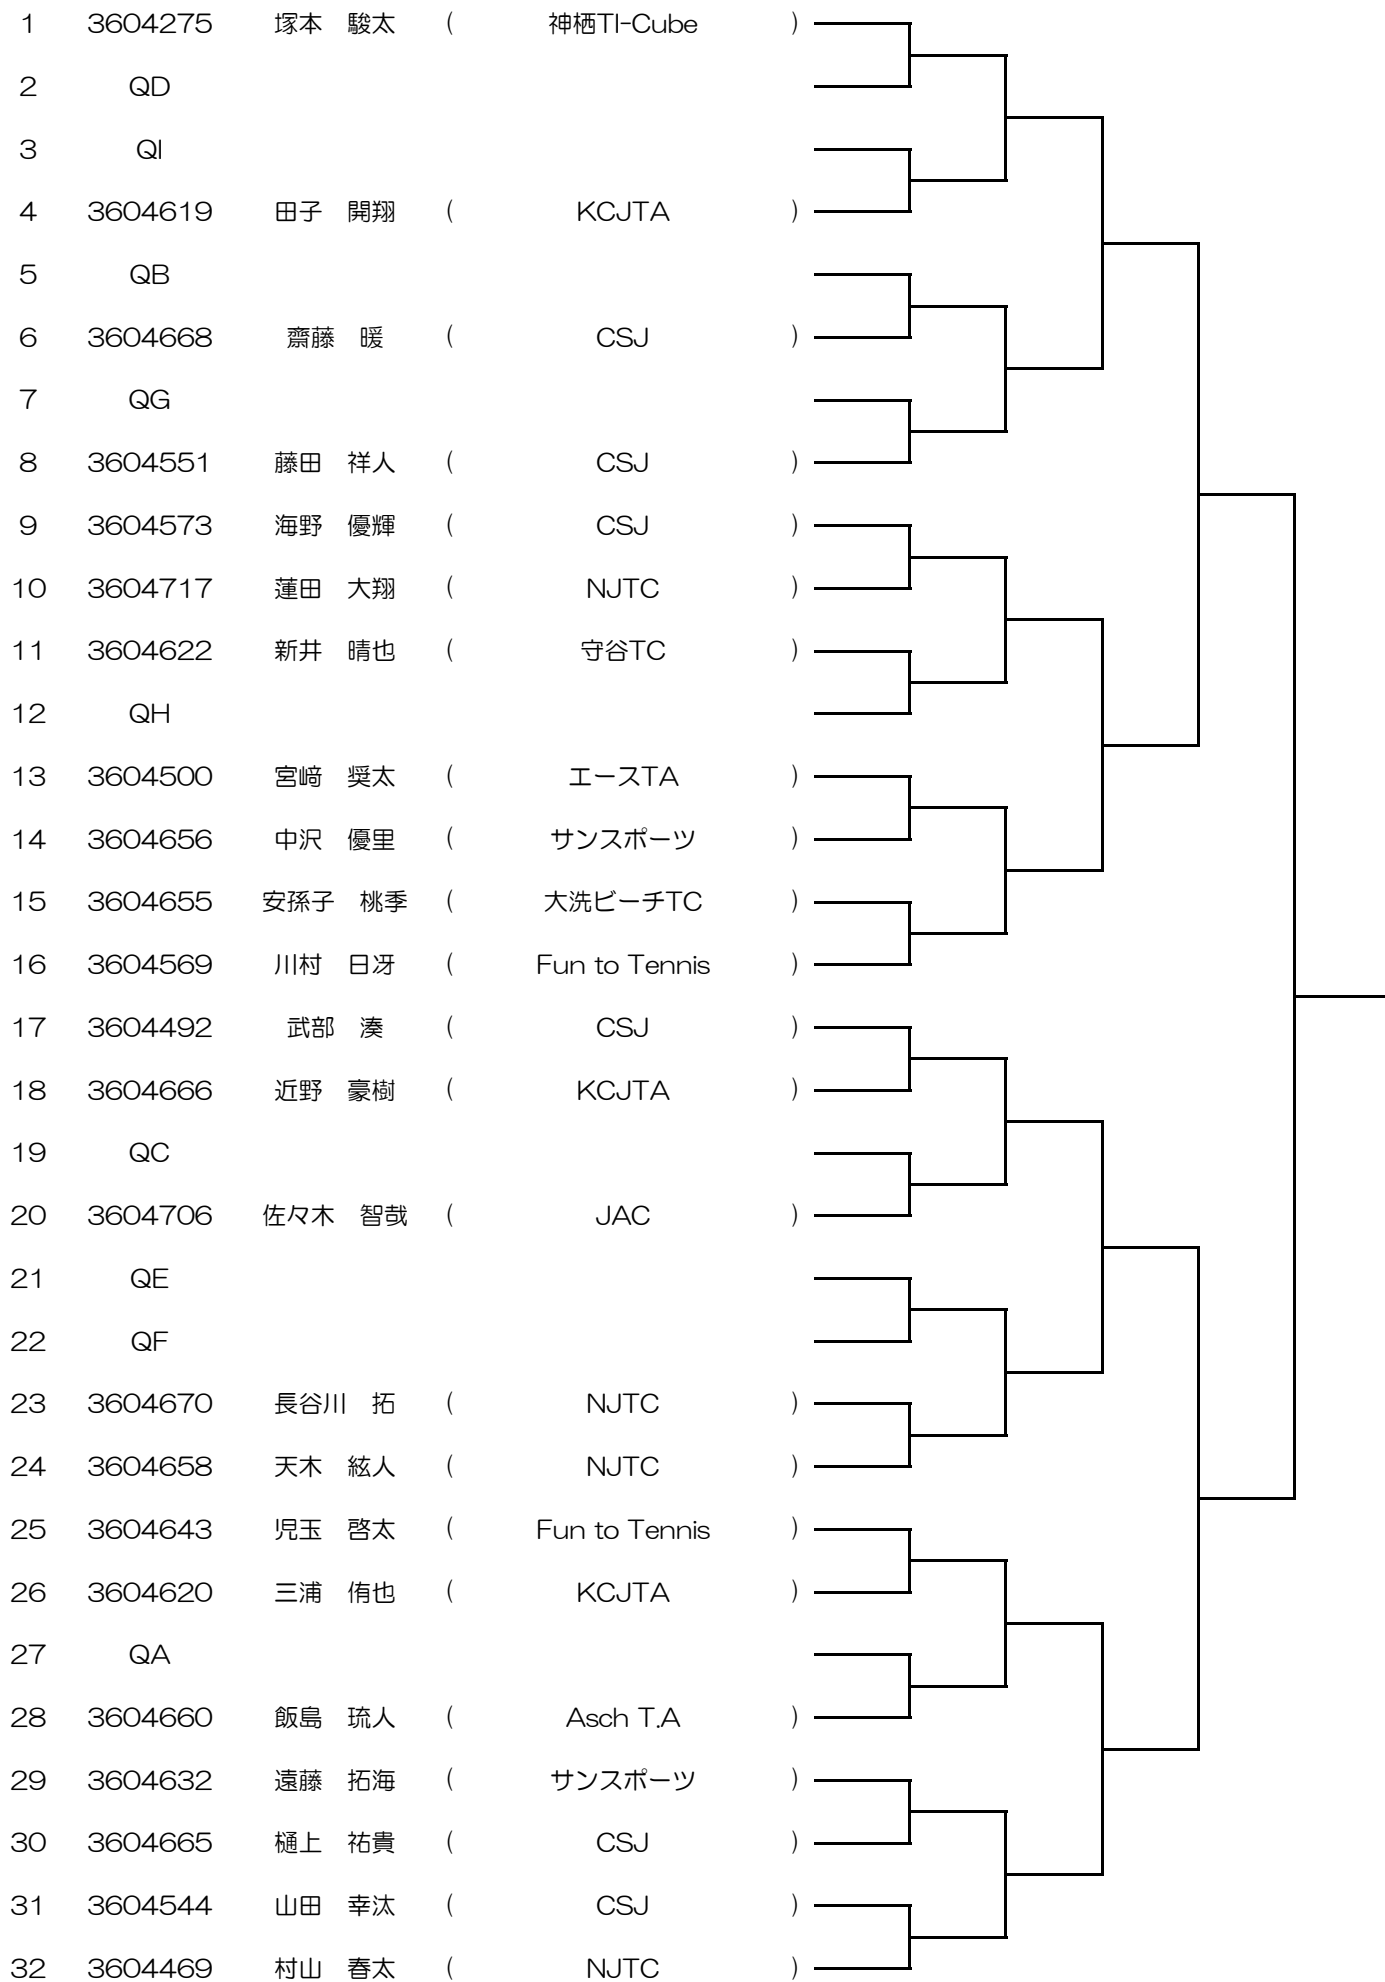 1 3604275 塚本 駿太 ( 神栖TI-Cube )
2 QD
3 QI
4 3604619 田子 開翔 ( KCJTA )
5 QB
6 3604668 齋藤 暖 ( CSJ )
7 QG
8 3604551 藤田 祥人 ( CSJ )
9 3604573 海野 優輝 ( CSJ )
10 3604717 蓮田 大翔 ( NJTC )
11 3604622 新井 晴也 ( 守谷TC )
12 QH
13 3604500 宮﨑 奨太 ( エースTA )
14 3604656 中沢 優里 ( サンスポーツ )
15 3604655 安孫子 桃季 ( 大洗ビーチTC )
16 3604569 川村 日冴 ( Fun to Tennis )
17 3604492 武部 湊 ( CSJ )
18 3604666 近野 豪樹 ( KCJTA )
19 QC
20 3604706 佐々木 智哉 ( JAC )
21 QE
22 QF
23 3604670 長谷川 拓 ( NJTC )
24 3604658 天木 絃人 ( NJTC )
25 3604643 児玉 啓太 ( Fun to Tennis )
26 3604620 三浦 侑也 ( KCJTA )
27 QA
28 3604660 飯島 琉人 ( Asch T.A )
29 3604632 遠藤 拓海 ( サンスポーツ )
30 3604665 樋上 祐貴 ( CSJ )
31 3604544 山田 幸汰 ( CSJ )
32 3604469 村山 春太 ( NJTC )